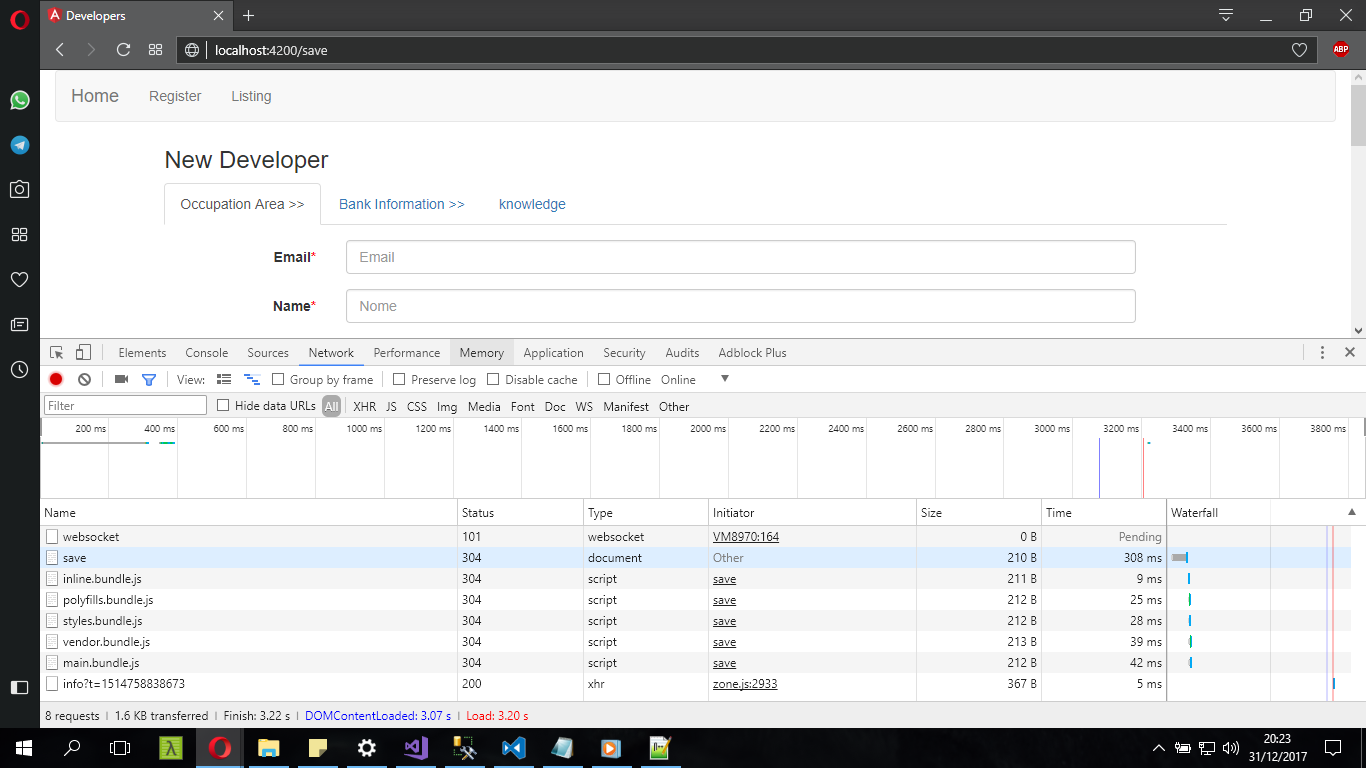 Developers
localhost:4200/save
ABP
Home Register Listing
New Developer
Occupation Area >> Bank Information >> knowledge
Email* Email
Name* Nome
Elements Console Sources Network Performance Memory Application Security Audits Adblock Plus
View: Group by frame Preserve log Disable cache Offline Online
Filter Hide data URLs All XHR JS CSS Img Media Font Doc WS Manifest Other
200 ms 400 ms 600 ms 800 ms 1000 ms 1200 ms 1400 ms 1600 ms 1800 ms 2000 ms 2200 ms 2400 ms 2600 ms 2800 ms 3000 ms 3200 ms 3400 ms 3600 ms 3800 ms
Name Status Type Initiator Size Time Waterfall
websocket 101 websocket VM8970:164 0 B Pending
save 304 document Other 210 B 308 ms
inline.bundle.js 304 script save 211 B 9 ms
polyfills.bundle.js 304 script save 212 B 25 ms
styles.bundle.js 304 script save 212 B 28 ms
vendor.bundle.js 304 script save 213 B 39 ms
main.bundle.js 304 script save 212 B 42 ms
info?t=1514758838673 200 xhr zone.js:2933 367 B 5 ms
8 requests | 1.6 KB transferred | Finish: 3.22 s | DOMContentLoaded: 3.07 s | Load: 3.20 s
20:23
31/12/2017